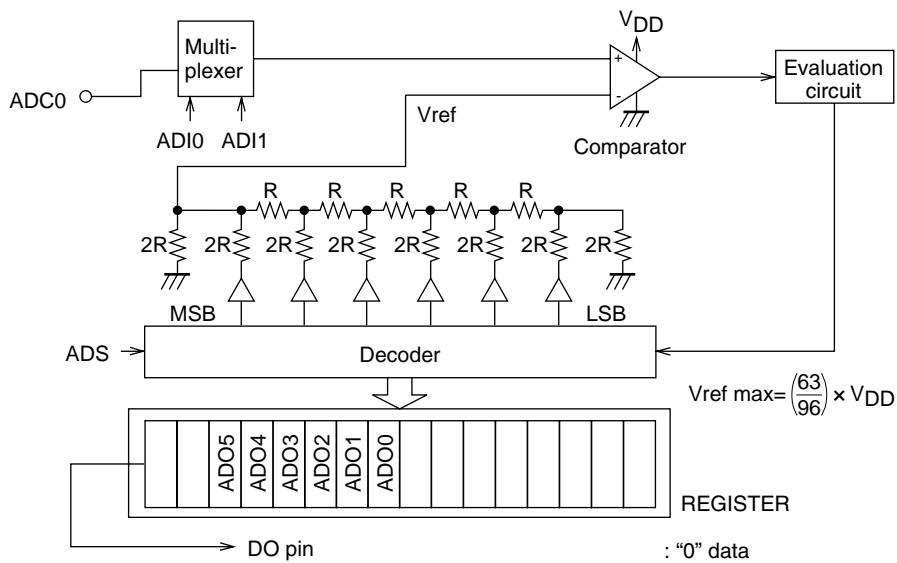 VDD
Multi-
plexer
+
-
Evaluation
circuit
ADC0
ADI0
ADI1
Vref
Comparator
R
R
R
R
R
2R
2R
2R
2R
2R
2R
2R
2R
MSB
LSB
ADS
Decoder
Vref max= (63/96) × VDD
ADO5
ADO4
ADO3
ADO2
ADO1
ADO0
REGISTER
DO pin
: “0” data